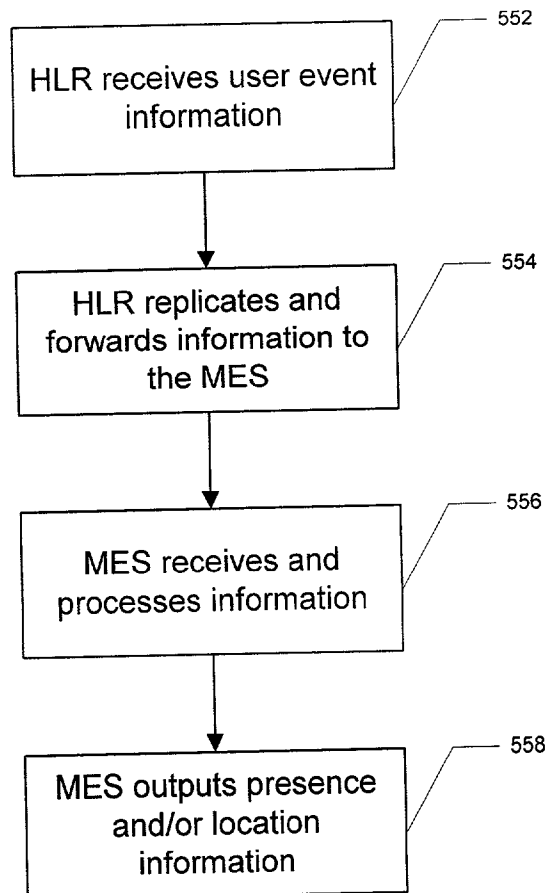 552
HLR receives user event
information
554
HLR replicates and
forwards information to
the MES
556
MES receives and
processes information
558
MES outputs presence
and/or location
information